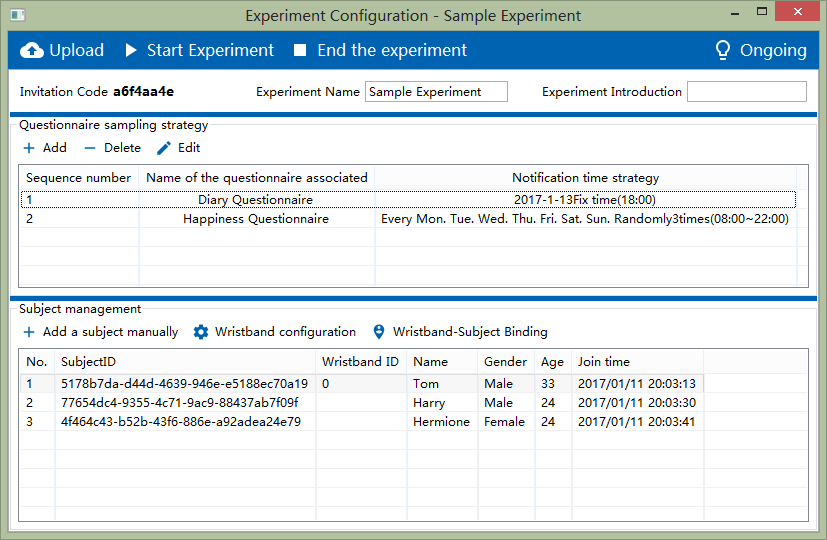 Experiment Configuration - Sample Experiment
Upload Start Experiment End the experiment Ongoing
Invitation Code a6f4aa4e Experiment Name Sample Experiment Experiment Introduction
Questionnaire sampling strategy
Add Delete Edit
Sequence number Name of the questionnaire associated Notification time strategy
1 Diary Questionnaire 2017-1-13Fix time(18:00)
2 Happiness Questionnaire Every Mon. Tue. Wed. Thu. Fri. Sat. Sun. Randomly3times(08:00~22:00)
Subject management
Add a subject manually Wristband configuration Wristband-Subject Binding
No. SubjectID Wristband ID Name Gender Age Join time
1 5178b7da-d44d-4639-946e-e5188ec70a19 0 Tom Male 33 2017/01/11 20:03:13
2 77654dc4-9355-4c71-9ac9-88437ab7f09f Harry Male 24 2017/01/11 20:03:30
3 4f464c43-b52b-43f6-886e-a92adea24e79 Hermione Female 24 2017/01/11 20:03:41